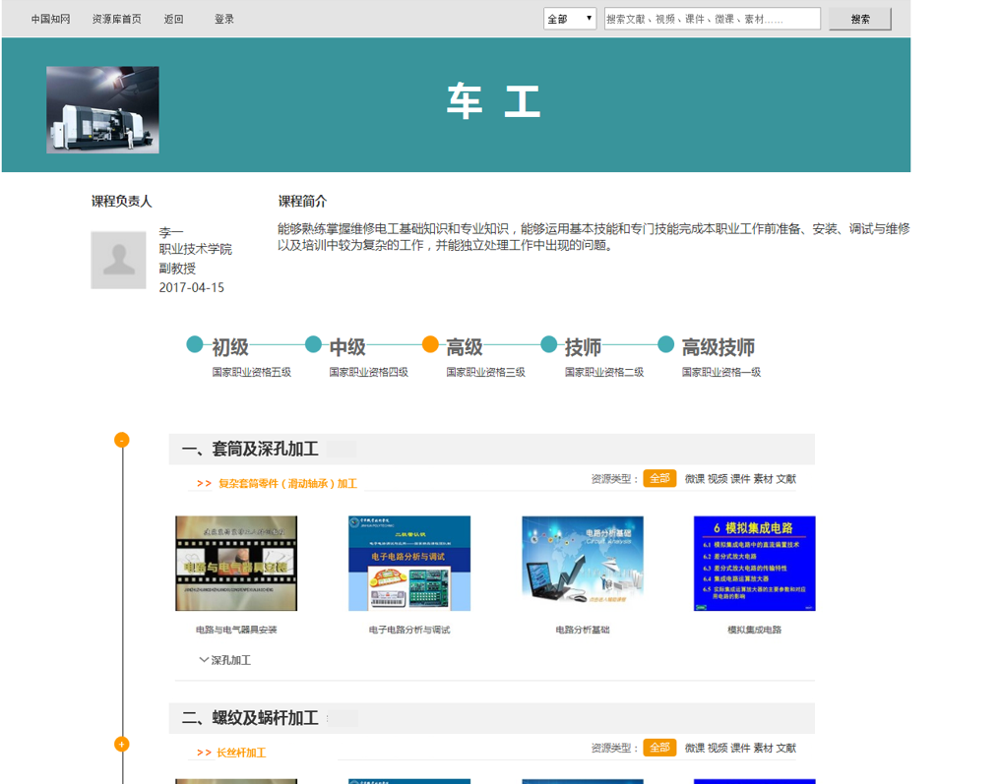 中国知网 资源库首页 返回 登录 全部 搜索文献、视频、课件、微课、素材…… 搜索
车 工
课程负责人
李一
职业技术学院
副教授
2017-04-15
课程简介
能够熟练掌握维修电工基础知识和专业知识，能够运用基本技能和专门技能完成本职业工作前准备、安装、调试与维修
以及培训中较为复杂的工作，并能独立处理工作中出现的问题。
初级 中级 高级 技师 高级技师
国家职业资格五级 国家职业资格四级 国家职业资格三级 国家职业资格二级 国家职业资格一级
一、套筒及深孔加工
>> 复杂套筒零件（滑动轴承）加工
资源类型： 全部 微课 视频 课件 素材 文献
电路与电气器具安装
电子电路分析与调试
电路分析基础
Circuit Analysis
6 模拟集成电路
6.1 模拟集成电路中的直流偏置技术
6.2 差分式放大电路
6.3 差分式放大电路的传输特性
6.4 集成电路运算放大器
6.5 实际集成运算放大器的主要参数和对应
用电路的影响
电路与电气器具安装 电子电路分析与调试 电路分析基础 模拟集成电路
深孔加工
二、螺纹及蜗杆加工
>> 长丝杆加工
资源类型： 全部 微课 视频 课件 素材 文献